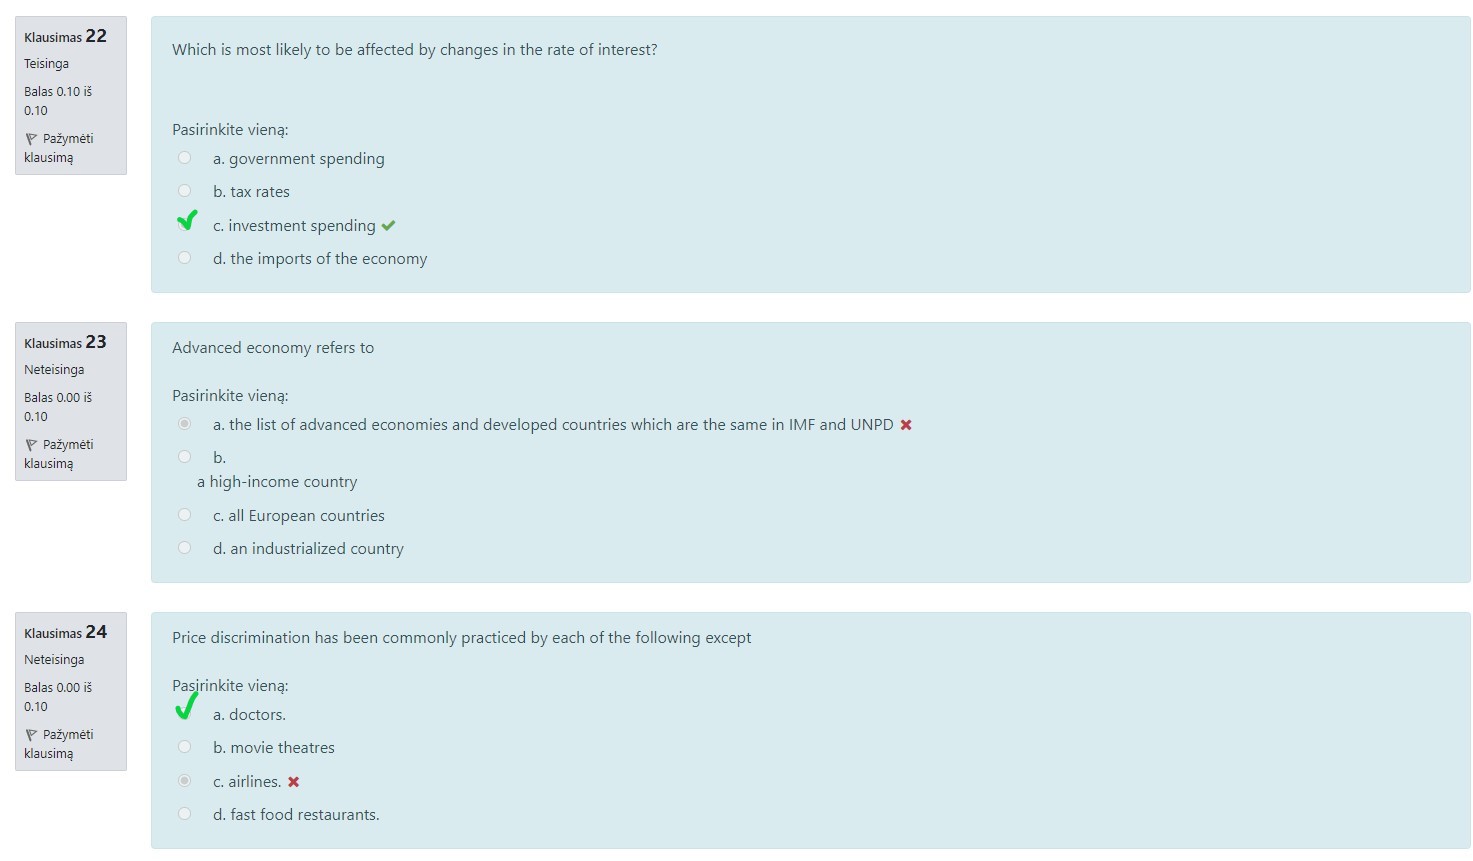 Klausimas 22
Teisinga
Balas 0.10 iš
0.10
Pažymėti
klausimą
Which is most likely to be affected by changes in the rate of interest?
Pasirinkite vieną:
a. government spending
b. tax rates
c. investment spending
d. the imports of the economy
Klausimas 23
Neteisinga
Balas 0.00 iš
0.10
Pažymėti
klausimą
Advanced economy refers to
Pasirinkite vieną:
a. the list of advanced economies and developed countries which are the same in IMF and UNPD
b.
a high-income country
c. all European countries
d. an industrialized country
Klausimas 24
Neteisinga
Balas 0.00 iš
0.10
Pažymėti
klausimą
Price discrimination has been commonly practiced by each of the following except
Pasirinkite vieną:
a. doctors.
b. movie theatres
c. airlines.
d. fast food restaurants.